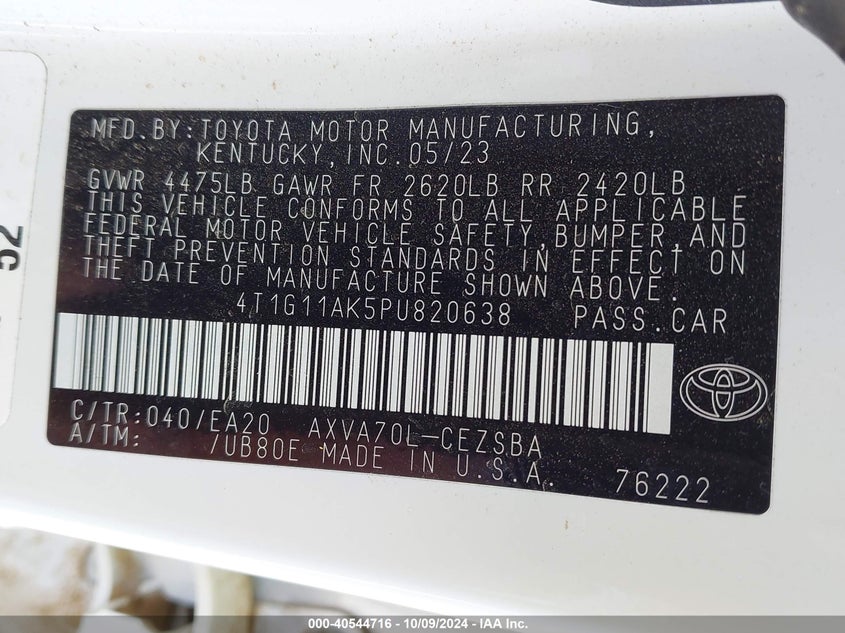 52
MFD.BY:TOYOTA MOTOR MANUFACTURING,
KENTUCKY,INC.05/23
GVWR 4475LB GAWR FR 2620LB RR 2420LB
THIS VEHICLE CONFORMS TO ALL APPLICABLE
FEDERAL MOTOR VEHICLE SAFETY,BUMPER,AND
THEFT PREVENTION STANDARDS IN EFFECT ON
THE DATE OF MANUFACTURE SHOWN ABOVE.
4T1G11AK5PU820638 PASS.CAR
C/TR:040/EA20 AXVA70L-CEZSBA
A/TM: /UB80E MADE IN U.S.A.
76222
000-40544716 - 10/09/2024 - IAA Inc.